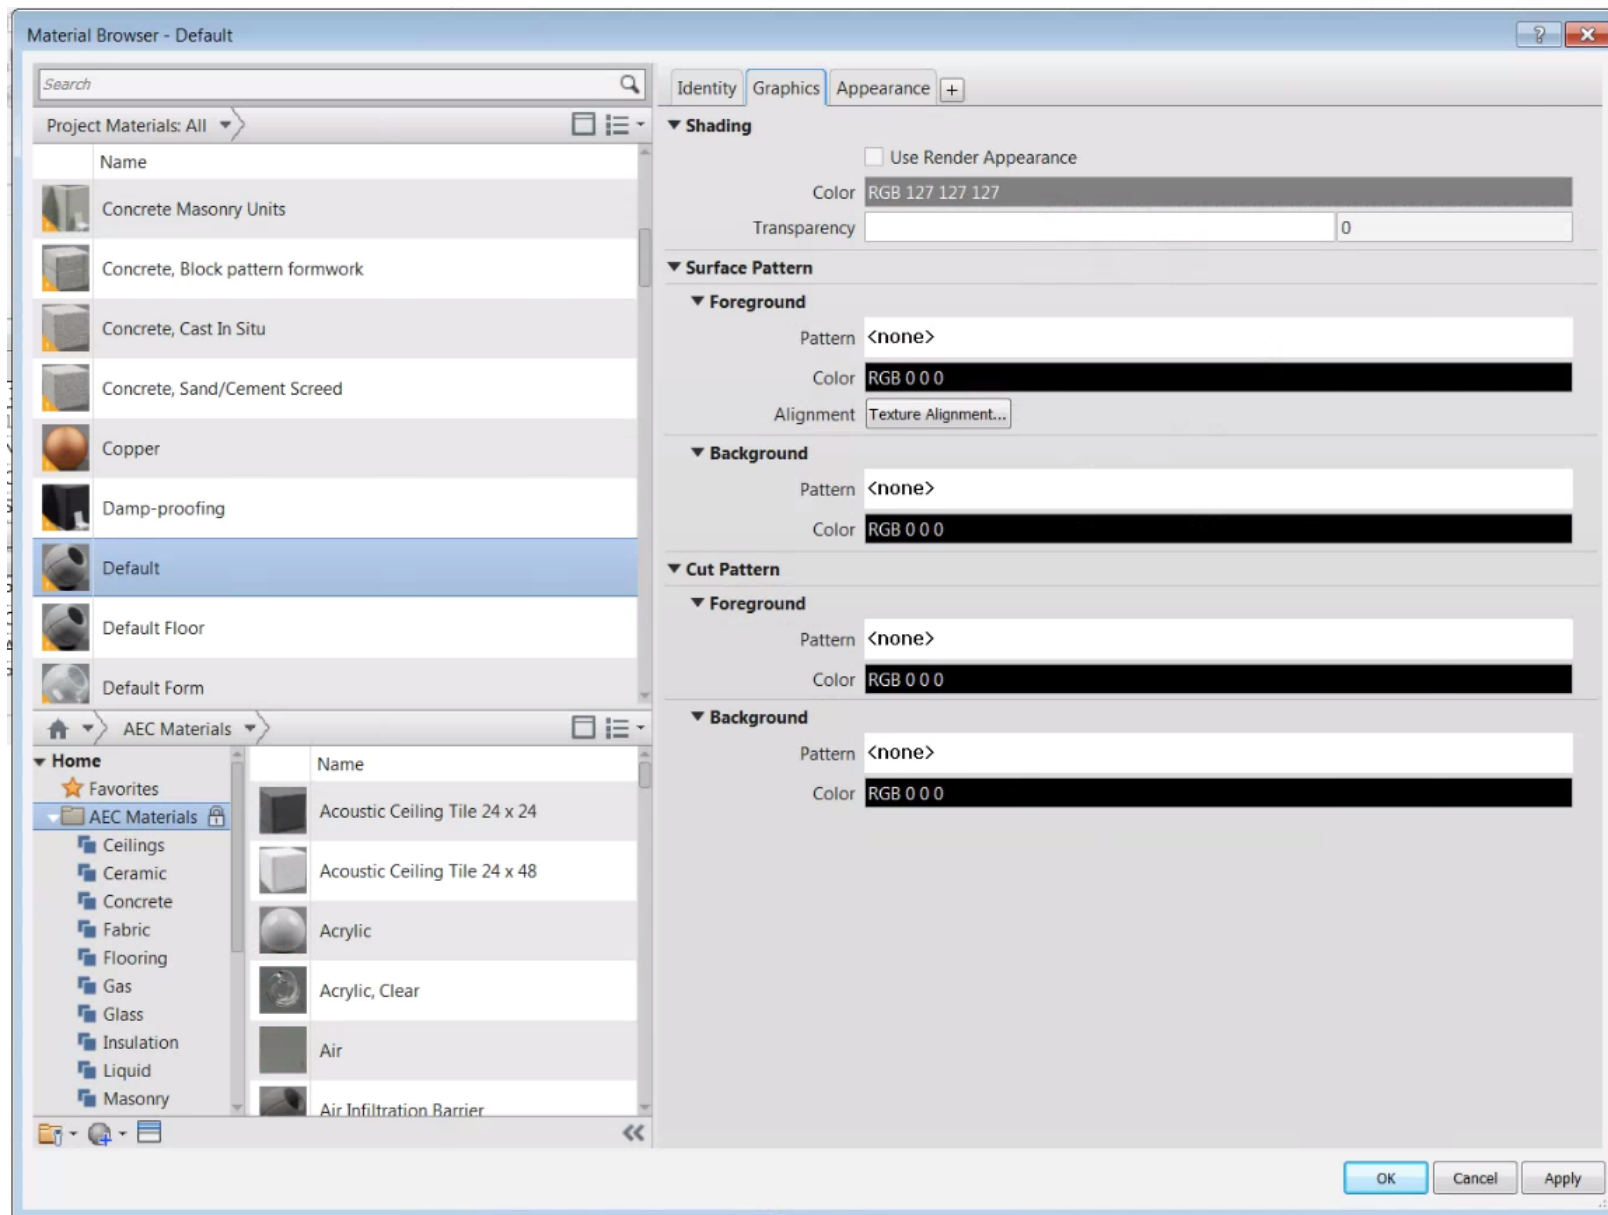 Material Browser - Default
Search
Project Materials: All
Name
Concrete Masonry Units
Concrete, Block pattern formwork
Concrete, Cast In Situ
Concrete, Sand/Cement Screed
Copper
Damp-proofing
Default
Default Floor
Default Form
AEC Materials
Home
Favorites
AEC Materials
Ceilings
Ceramic
Concrete
Fabric
Flooring
Gas
Glass
Insulation
Liquid
Masonry
Name
Acoustic Ceiling Tile 24 x 24
Acoustic Ceiling Tile 24 x 48
Acrylic
Acrylic, Clear
Air
Air Infiltration Barrier
Identity Graphics Appearance +
Shading
Use Render Appearance
Color RGB 127 127 127
Transparency 0
Surface Pattern
Foreground
Pattern <none>
Color RGB 0 0 0
Alignment Texture Alignment...
Background
Pattern <none>
Color RGB 0 0 0
Cut Pattern
Foreground
Pattern <none>
Color RGB 0 0 0
Background
Pattern <none>
Color RGB 0 0 0
OK Cancel Apply